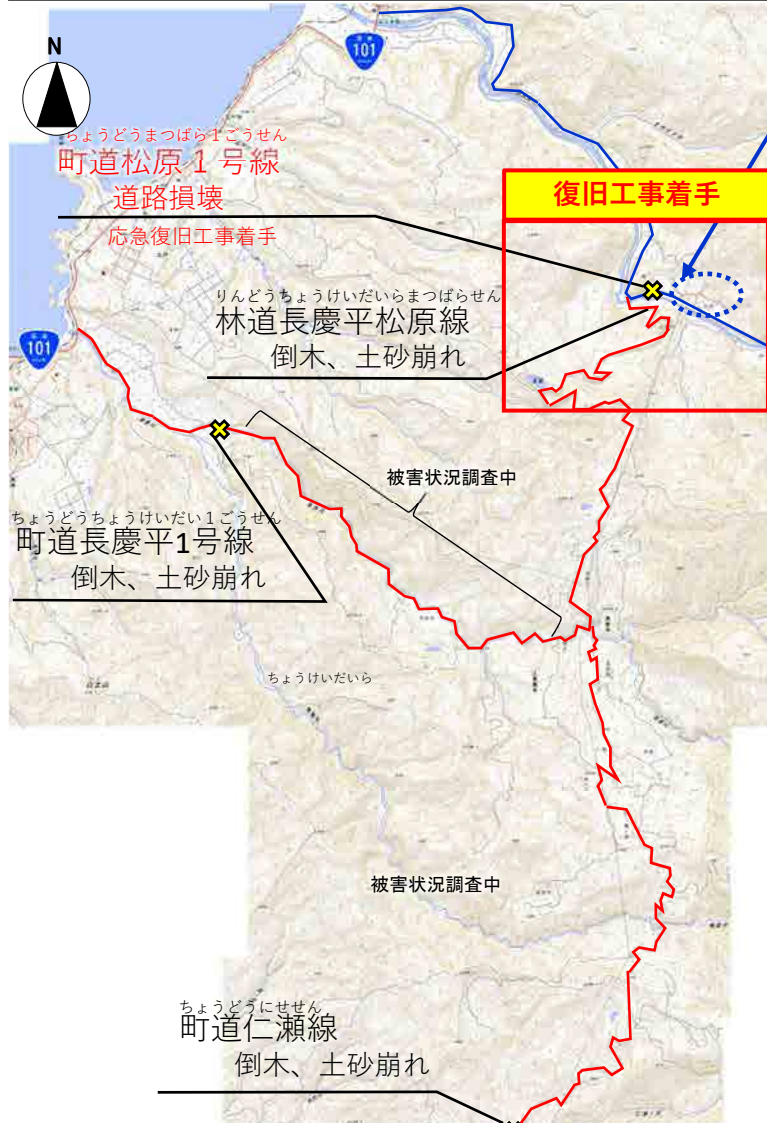 N
101
ちょうどうまつばら1ごうせん
町道松原1号線
道路損壊
応急復旧工事着手
復旧工事着手
りんどうちょうけいだいらまつばらせん
林道長慶平松原線
倒木、土砂崩れ
101
被害状況調査中
ちょうどうちょうけいだい1ごうせん
町道長慶平1号線
倒木、土砂崩れ
ちょうけいだいら
被害状況調査中
ちょうどうにせせん
町道仁瀬線
倒木、土砂崩れ